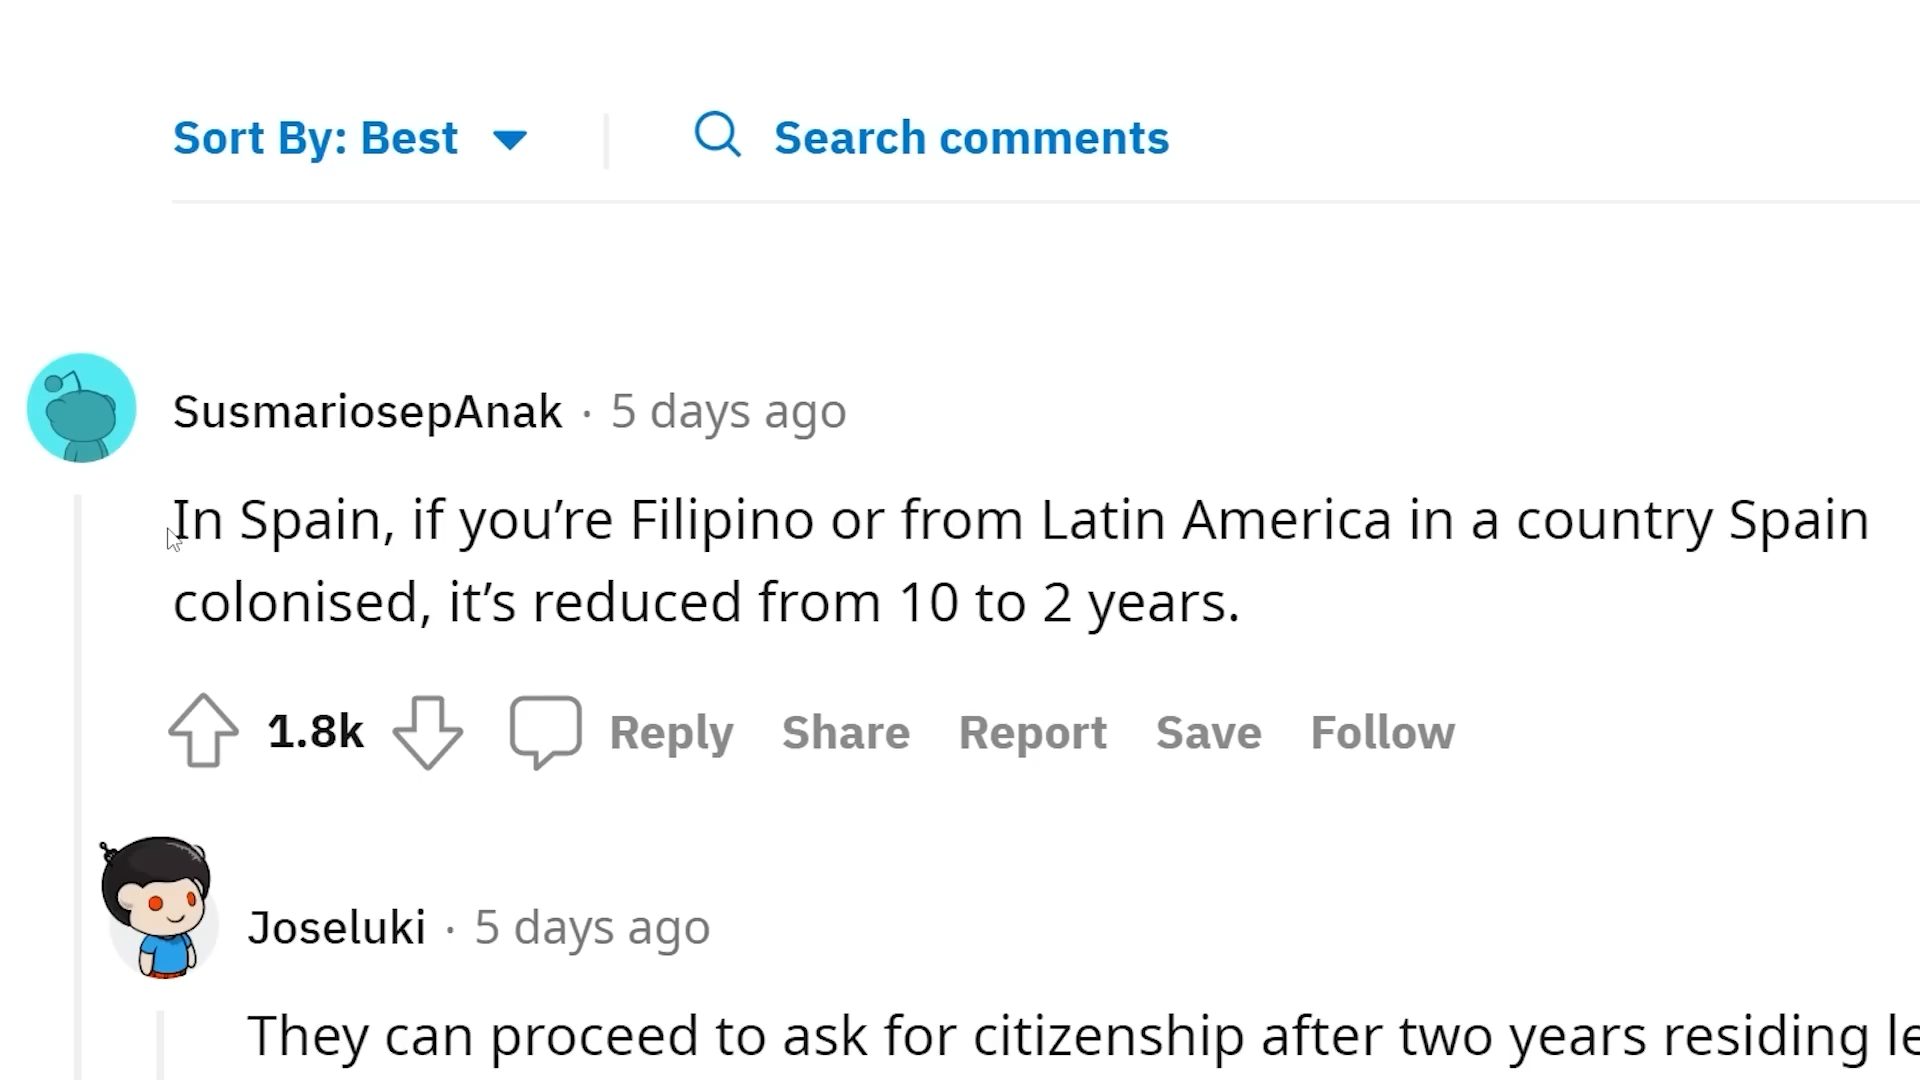 Sort By: Best
Search comments
SusmariosepAnak · 5 days ago
In Spain, if you’re Filipino or from Latin America in a country Spain
colonised, it’s reduced from 10 to 2 years.
1.8k Reply Share Report Save Follow
Joseluki · 5 days ago
They can proceed to ask for citizenship after two years residing